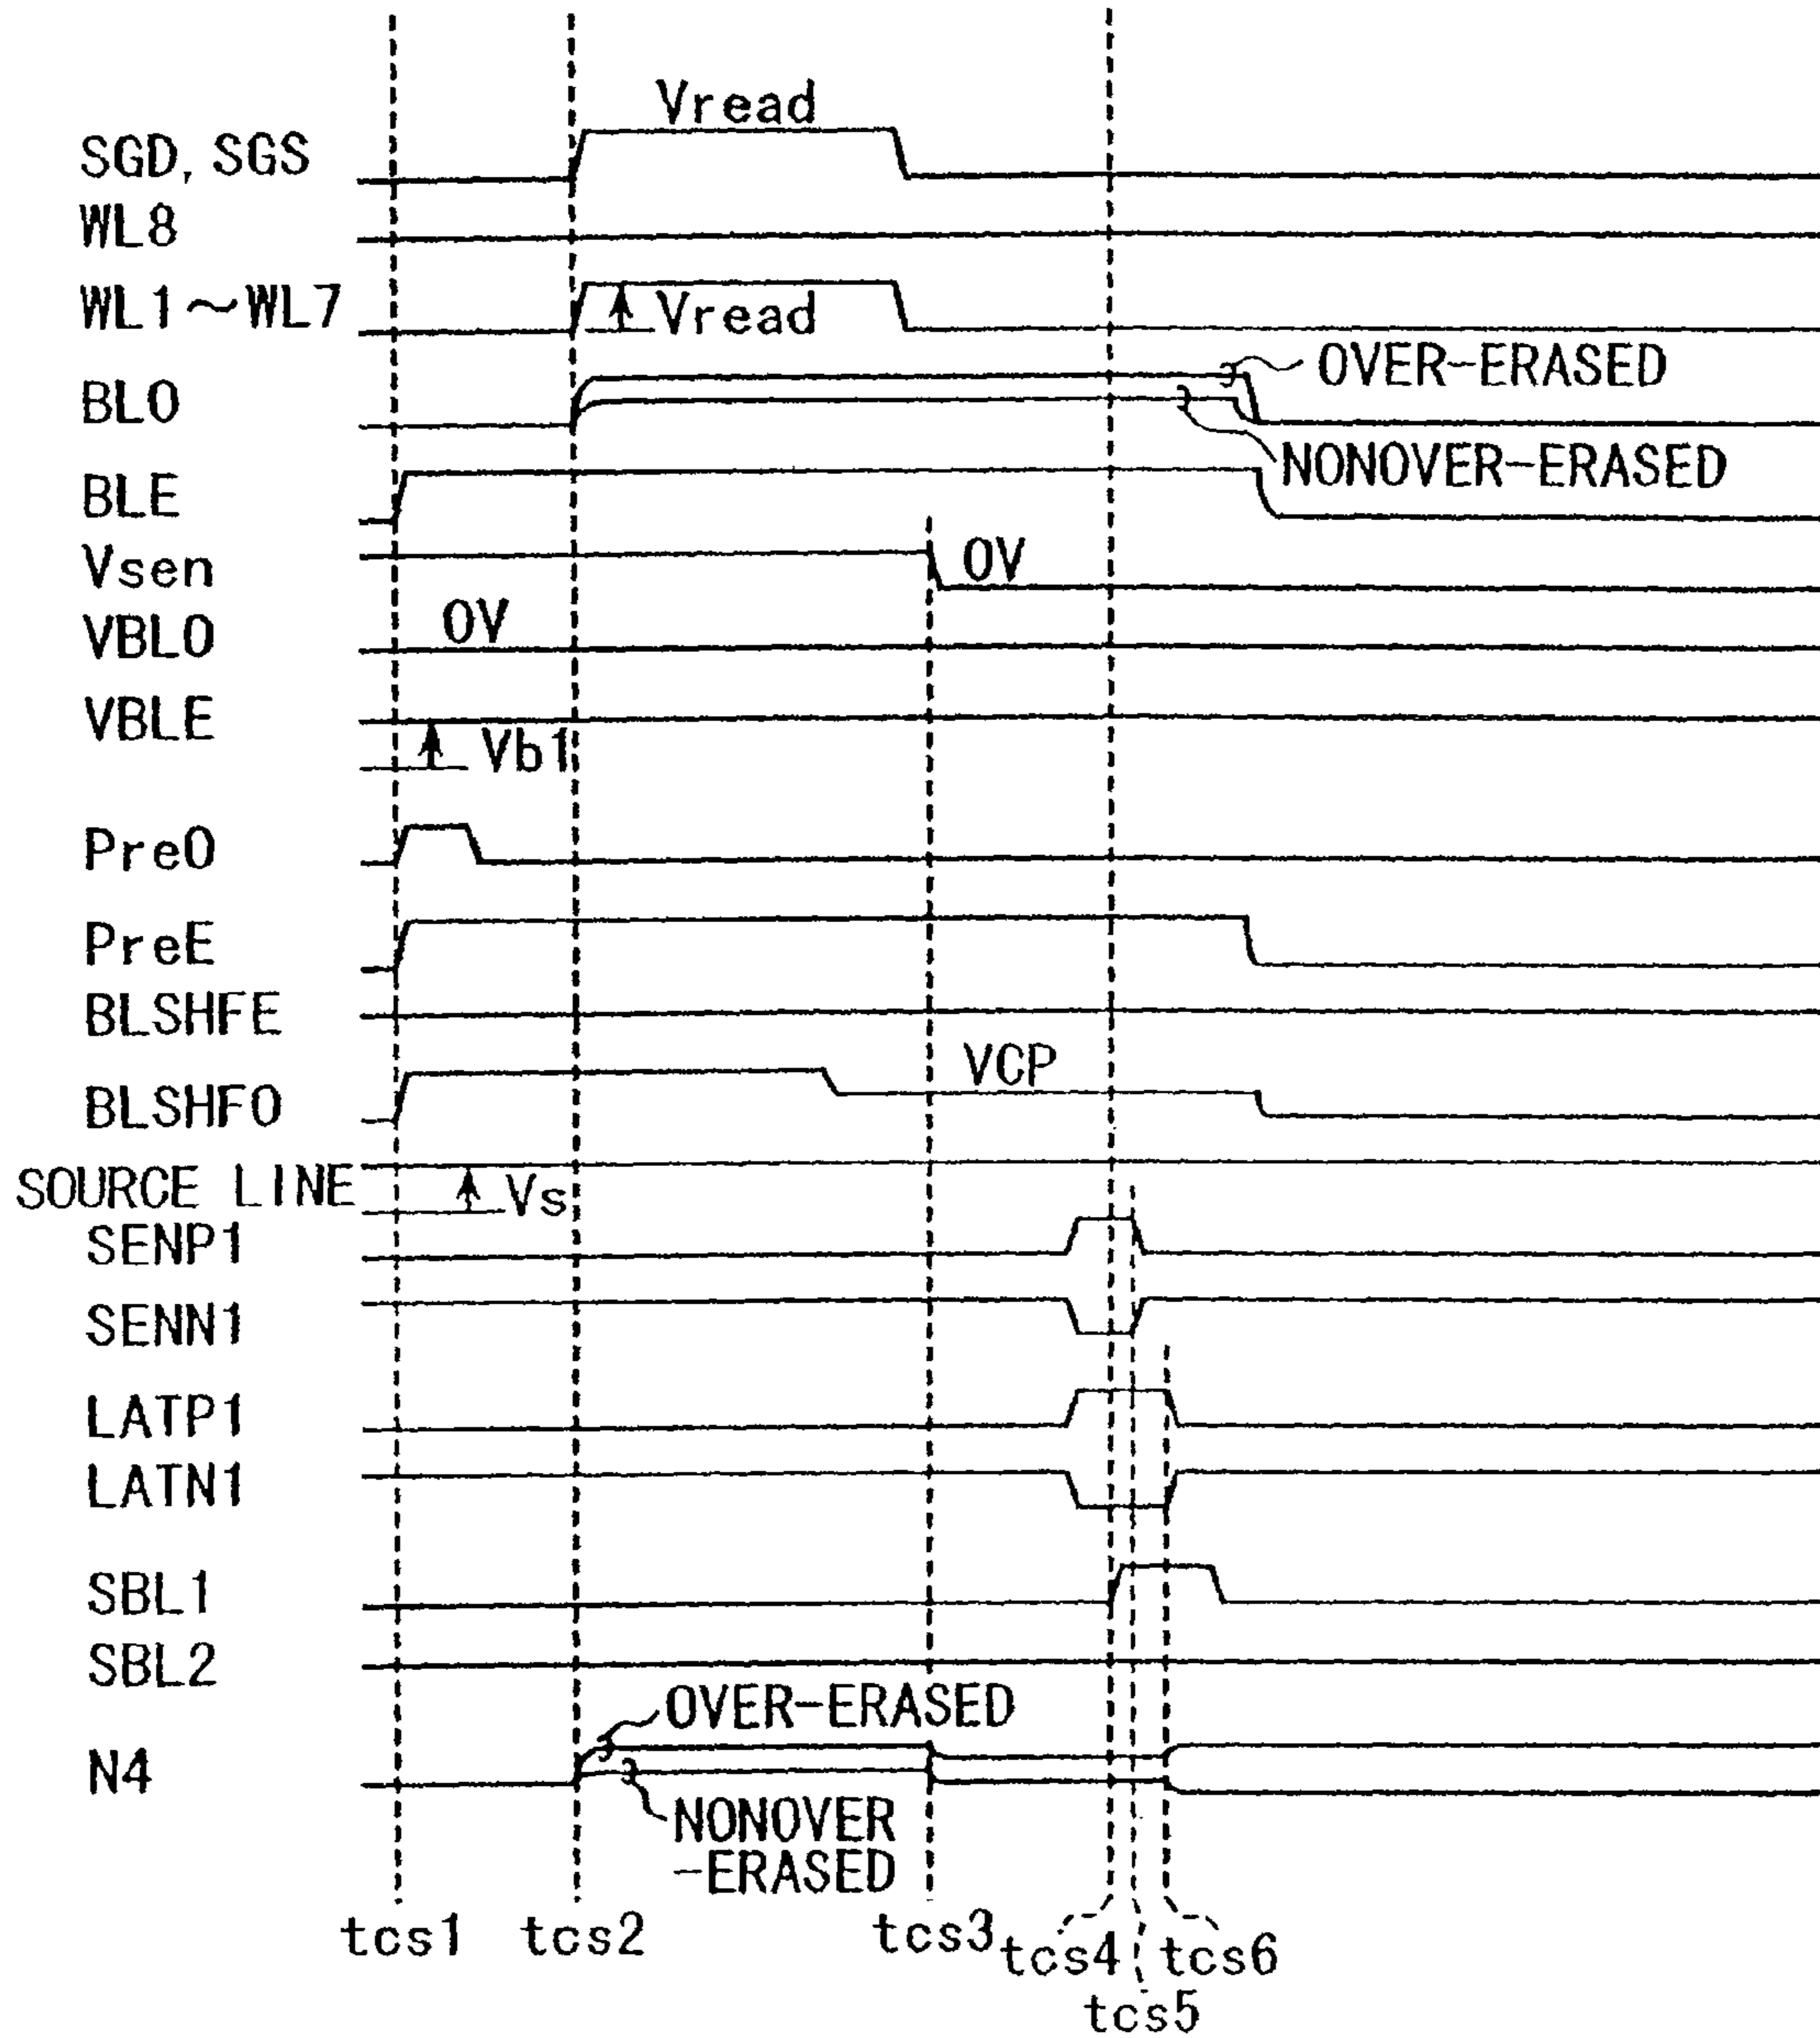 Vread
SGD, SGS
WL8
WL1～WL7
Vread
OVER-ERASED
BLO
NONOVER-ERASED
BLE
Vsen
0V
0V
VBLO
VBLE
Vb1
PreO
PreE
BLSHFE
VCP
BLSHFO
SOURCE LINE
Vs
SENP1
SENN1
LATP1
LATN1
SBL1
SBL2
OVER-ERASED
N4
NONOVER
-ERASED
tcs1
tcs2
tcs3
tcs4
tcs6
tcs5